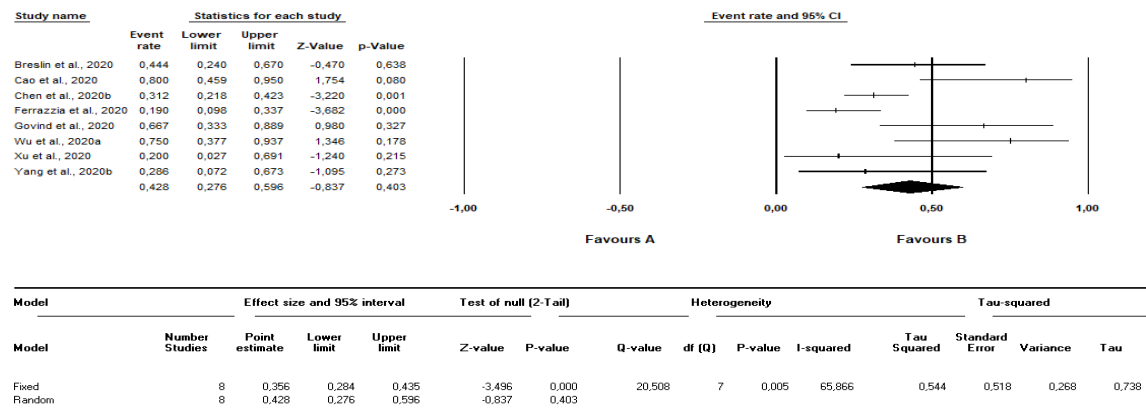 Study name Statistics for each study Event rate and 95% CI
Event rate Lower limit Upper limit Z-Value p-Value
Breslin et al., 2020 0,444 0,240 0,670 -0,470 0,638
Cao et al., 2020 0,800 0,459 0,950 1,754 0,080
Chen et al., 2020b 0,312 0,218 0,423 -3,220 0,001
Ferrazzia et al., 2020 0,190 0,098 0,337 -3,682 0,000
Govind et al., 2020 0,667 0,333 0,889 0,980 0,327
Wu et al., 2020a 0,750 0,377 0,937 1,346 0,178
Xu et al., 2020 0,200 0,027 0,691 -1,240 0,215
Yang et al., 2020b 0,286 0,072 0,673 -1,095 0,273
0,428 0,276 0,596 -0,837 0,403
-1,00 -0,50 0,00 0,50 1,00
Favours A Favours B
Model Effect size and 95% interval Test of null (2-Tail) Heterogeneity Tau-squared
Model Number Studies Point estimate Lower limit Upper limit Z-value P-value Q-value df (Q) P-value I-squared Tau Squared Standard Error Variance Tau
Fixed 8 0,356 0,284 0,435 -3,496 0,000 20,508 7 0,005 65,866 0,544 0,518 0,268 0,738
Random 8 0,428 0,276 0,596 -0,837 0,403